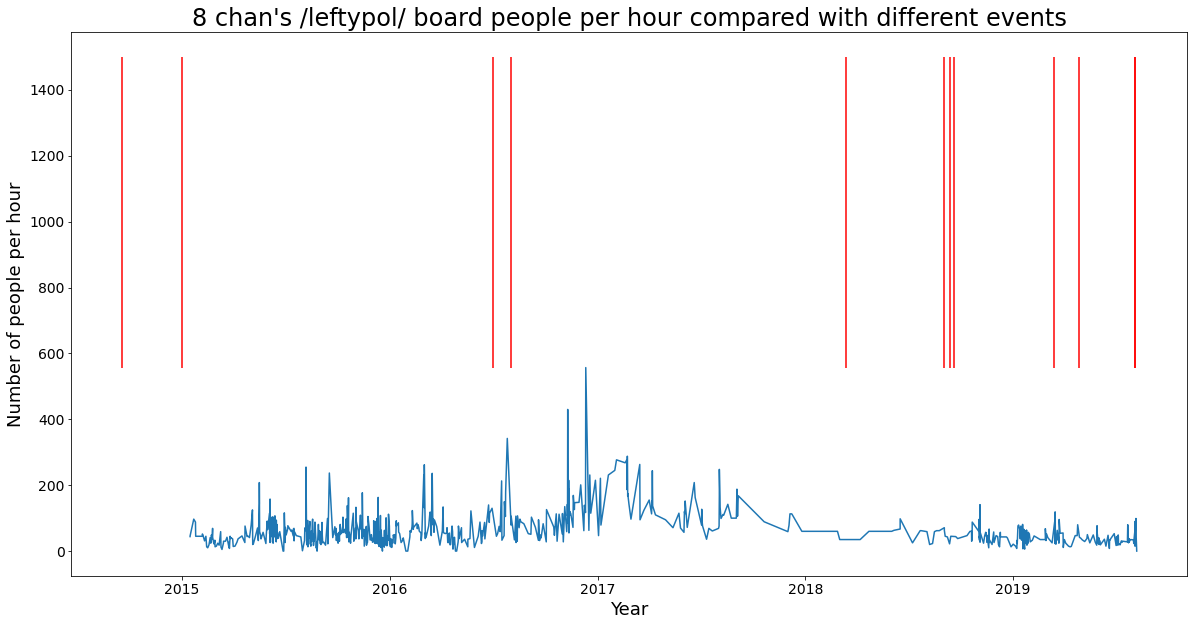 8 chan's /leftypol/ board people per hour compared with different events
Number of people per hour
1400
1200
1000
800
600
400
200
0
2015 2016 2017 2018 2019
Year